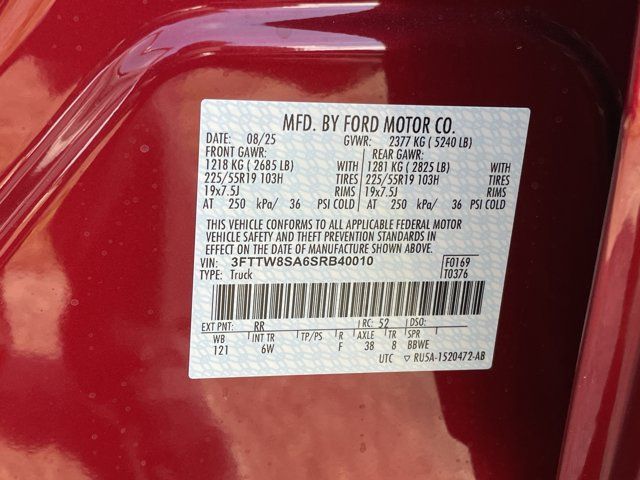 MFD. BY FORD MOTOR CO.
DATE: 08/25 GVWR: 2377 KG ( 5240 LB)
FRONT GAWR: REAR GAWR:
1218 KG ( 2685 LB) WITH 1281 KG ( 2825 LB) WITH
225/55R19 103H TIRES 225/55R19 103H TIRES
19x7.5J RIMS 19x7.5J RIMS
AT 250 kPa/ 36 PSI COLD AT 250 kPa/ 36 PSI COLD
THIS VEHICLE CONFORMS TO ALL APPLICABLE FEDERAL MOTOR
VEHICLE SAFETY AND THEFT PREVENTION STANDARDS IN
EFFECT ON THE DATE OF MANUFACTURE SHOWN ABOVE.
VIN: 3FTTW8SA6SRB40010 F0169
TYPE: Truck T0376
EXT PNT: RR RC: 52 DSO:
WB INT TR TP/PS R AXLE TR SPR
121 6W F 38 8 BBWE
UTC ▽ RU5A-1520472-AB